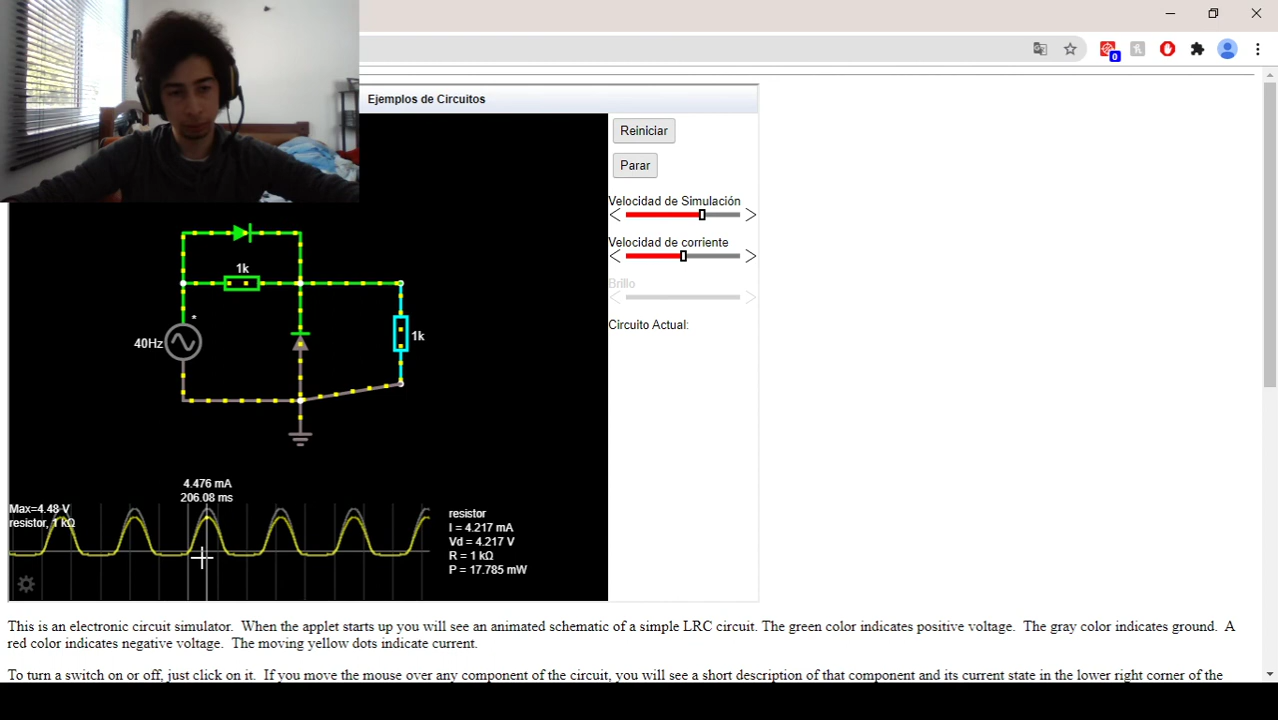 0
Ejemplos de Circuitos
Reiniciar
Parar
Velocidad de Simulación
Velocidad de corriente
Brillo
Circuito Actual:
1k
*
40Hz
1k
4.476 mA
206.08 ms
Max=4.48 V
resistor, 1 kΩ
resistor
I = 4.217 mA
Vd = 4.217 V
R = 1 kΩ
P = 17.785 mW
This is an electronic circuit simulator. When the applet starts up you will see an animated schematic of a simple LRC circuit. The green color indicates positive voltage. The gray color indicates ground. A
red color indicates negative voltage. The moving yellow dots indicate current.
To turn a switch on or off, just click on it. If you move the mouse over any component of the circuit, you will see a short description of that component and its current state in the lower right corner of the